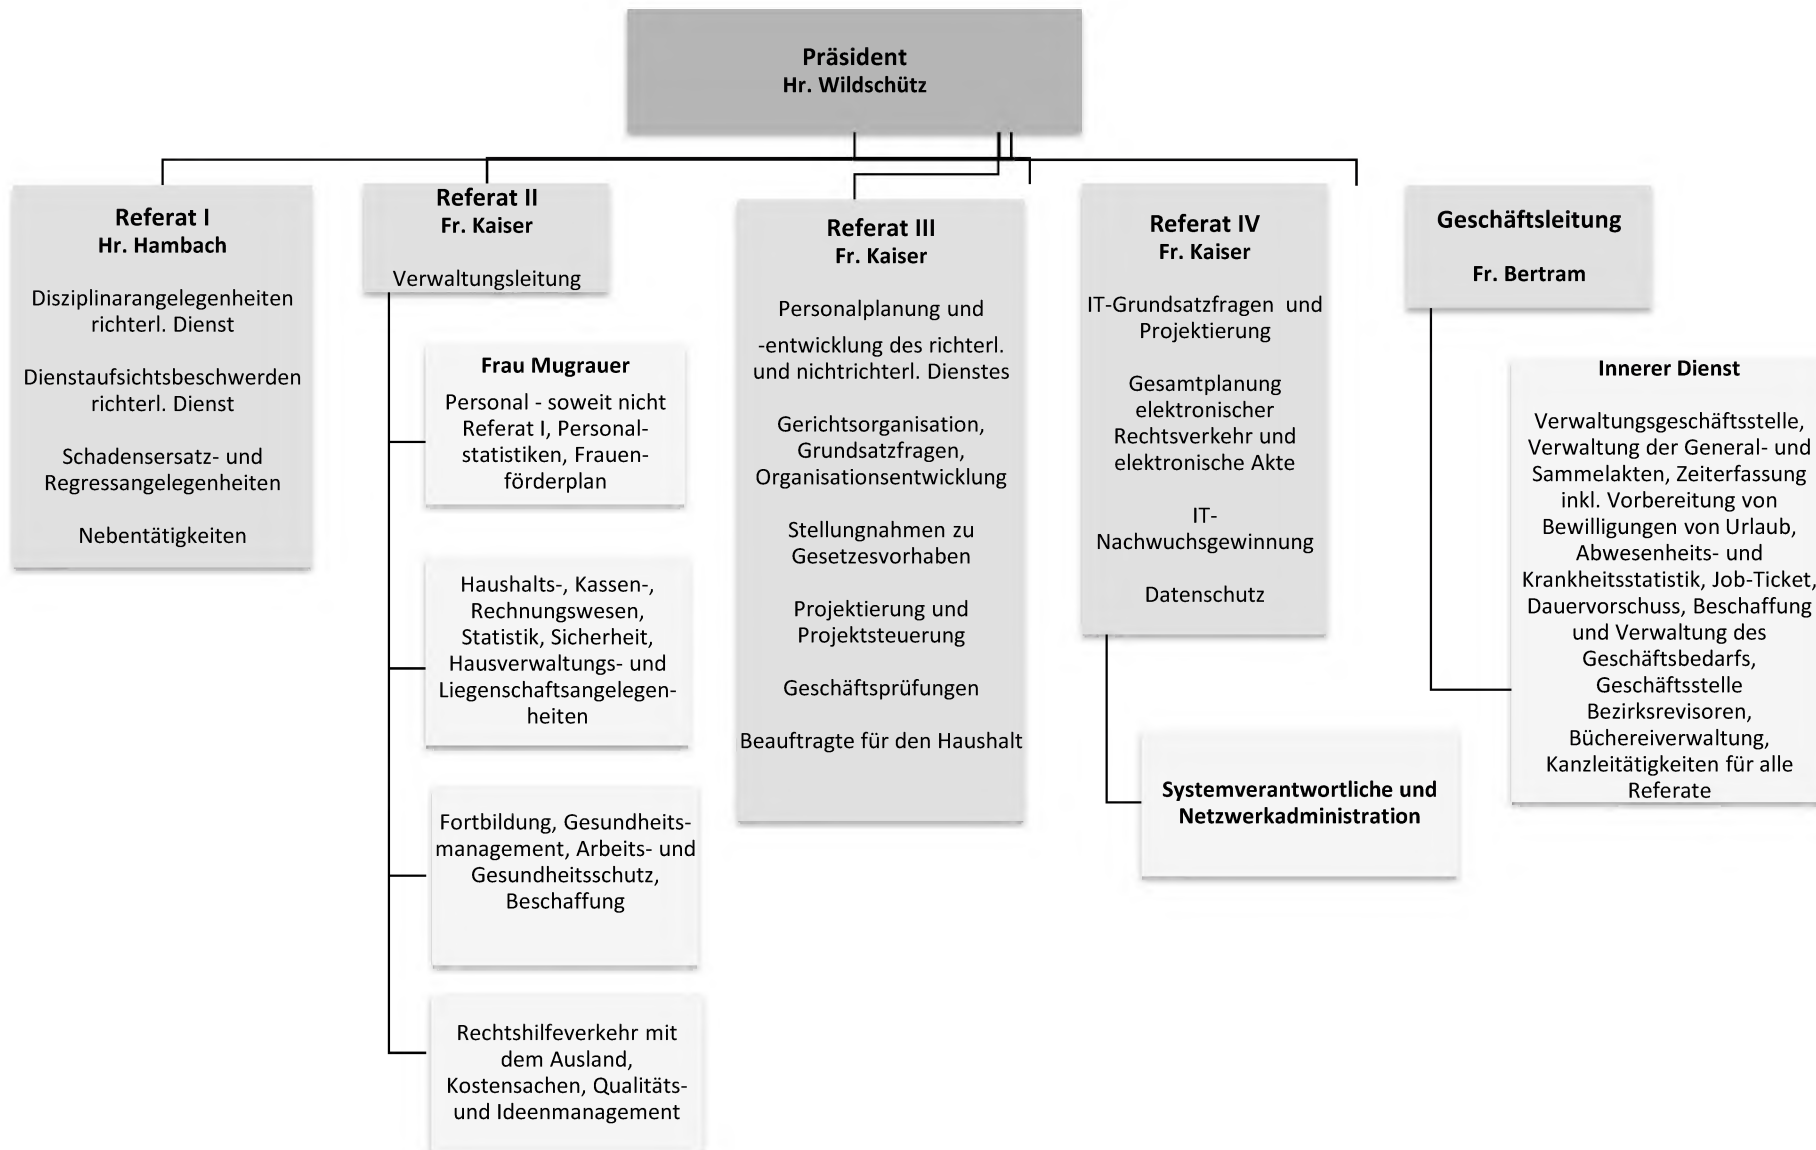 Präsident
Hr. Wildschütz
Referat I
Hr. Hambach
Disziplinarangelegenheiten
richterl. Dienst
Dienstaufsichtsbeschwerden
richterl. Dienst
Schadensersatz- und
Regressangelegenheiten
Nebentätigkeiten
Referat II
Fr. Kaiser
Verwaltungsleitung
Frau Mugrauer
Personal - soweit nicht
Referat I, Personal-
statistiken, Frauen-
förderplan
Haushalts-, Kassen-,
Rechnungswesen,
Statistik, Sicherheit,
Hausverwaltungs- und
Liegenschaftsangelegen-
heiten
Fortbildung, Gesundheits-
management, Arbeits- und
Gesundheitsschutz,
Beschaffung
Rechtshilfeverkehr mit
dem Ausland,
Kostensachen, Qualitäts-
und Ideenmanagement
Referat III
Fr. Kaiser
Personalplanung und
-entwicklung des richterl.
und nichtrichterl. Dienstes
Gerichtsorganisation,
Grundsatzfragen,
Organisationsentwicklung
Stellungnahmen zu
Gesetzesvorhaben
Projektierung und
Projektsteuerung
Geschäftsprüfungen
Beauftragte für den Haushalt
Referat IV
Fr. Kaiser
IT-Grundsatzfragen und
Projektierung
Gesamtplanung
elektronischer
Rechtsverkehr und
elektronische Akte
IT-
Nachwuchsgewinnung
Datenschutz
Systemverantwortliche und
Netzwerkadministration
Geschäftsleitung
Fr. Bertram
Innerer Dienst
Verwaltungsgeschäftsstelle,
Verwaltung der General- und
Sammelakten, Zeiterfassung
inkl. Vorbereitung von
Bewilligungen von Urlaub,
Abwesenheits- und
Krankheitsstatistik, Job-Ticket,
Dauervorschuss, Beschaffung
und Verwaltung des
Geschäftsbedarfs,
Geschäftsstelle
Bezirksrevisoren,
Büchereiverwaltung,
Kanzleitätigkeiten für alle
Referate